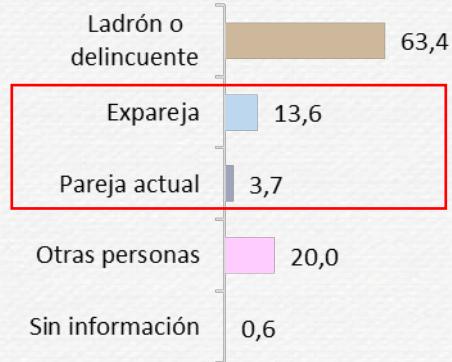 Ladrón o
delincuente
63,4
Expareja
13,6
Pareja actual
3,7
Otras personas
20,0
Sin información
0,6